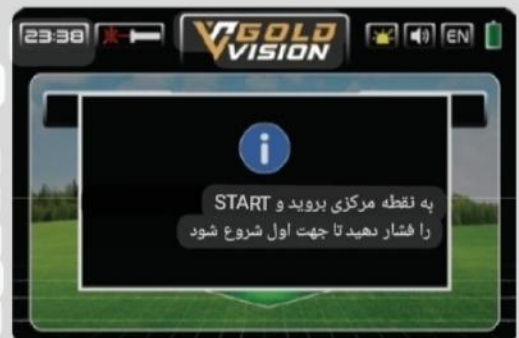 23:38
GOLD
VISION
EN
i
به نقطه مرکزی بروید و START
را فشار دهید تا جهت اول شروع شود